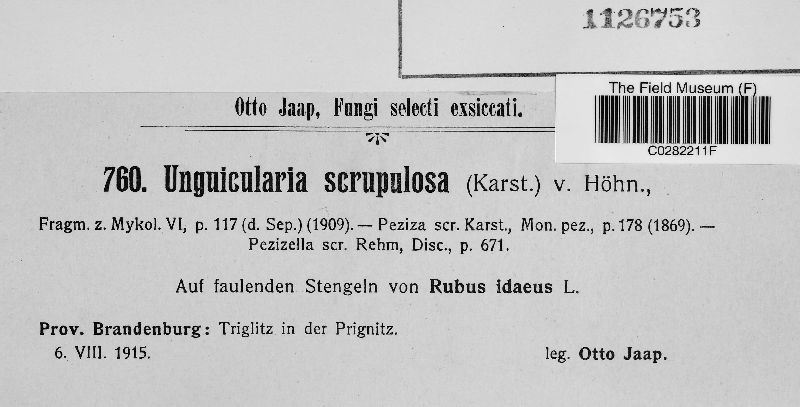 1126753
The Field Museum (F)
C0282211F
Otto Jaap, Fungi selecti exsiccati.
760. Unguicularia scrupulosa (Karst.) v. Höhn.,
Fragm. z. Mykol. VI, p. 117 (d. Sep.) (1909). — Peziza scr. Karst., Mon. pez., p. 178 (1869). —
Pezizella scr. Rehm, Disc., p. 671.
Auf faulenden Stengeln von Rubus idaeus L.
Prov. Brandenburg: Triglitz in der Prignitz.
6. VIII. 1915. leg. Otto Jaap.